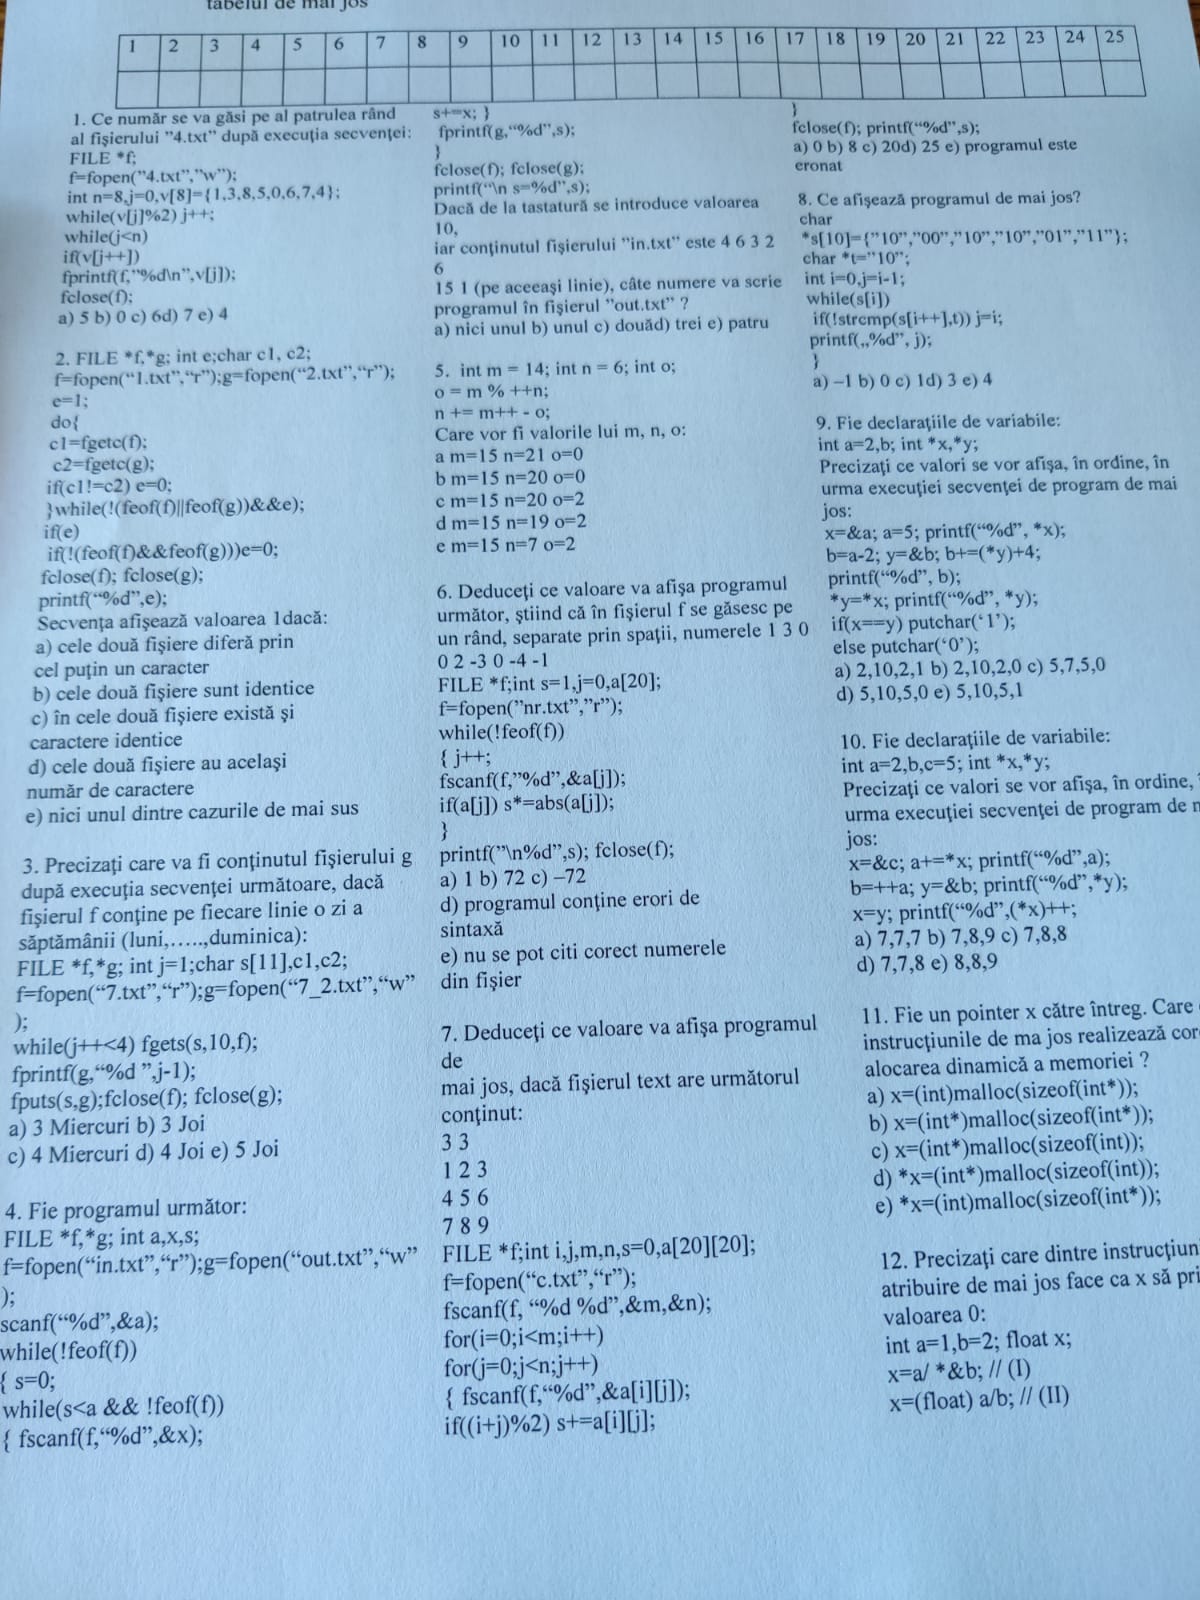 tabelul de mai jos
1 2 3 4 5 6 7 8 9 10 11 12 13 14 15 16 17 18 19 20 21 22 23 24 25
1. Ce număr se va găsi pe al patrulea rând
al fişierului ”4.txt” după execuţia secvenţei:
FILE *f;
f=fopen(”4.txt”,”w”);
int n=8,j=0,v[8]={1,3,8,5,0,6,7,4};
while(v[j]%2) j++;
while(j<n)
if(v[j++])
fprintf(f,”%d\n”,v[j]);
fclose(f);
a) 5 b) 0 c) 6d) 7 e) 4
2. FILE *f,*g; int e;char c1, c2;
f=fopen(“1.txt”,“r”);g=fopen(“2.txt”,“r”);
e=1;
do{
c1=fgetc(f);
c2=fgetc(g);
if(c1!=c2) e=0;
}while(!(feof(f)||feof(g))&&e);
if(e)
if(!(feof(f)&&feof(g)))e=0;
fclose(f); fclose(g);
printf(“%d”,e);
Secvenţa afişează valoarea 1dacă:
a) cele două fişiere diferă prin
cel puţin un caracter
b) cele două fişiere sunt identice
c) în cele două fişiere există şi
caractere identice
d) cele două fişiere au acelaşi
număr de caractere
e) nici unul dintre cazurile de mai sus
3. Precizaţi care va fi conţinutul fişierului g
după execuţia secvenţei următoare, dacă
fişierul f conţine pe fiecare linie o zi a
săptămânii (luni,…..,duminica):
FILE *f,*g; int j=1;char s[11],c1,c2;
f=fopen(“7.txt”,“r”);g=fopen(“7_2.txt”,“w”
);
while(j++<4) fgets(s,10,f);
fprintf(g,“%d ”,j-1);
fputs(s,g);fclose(f); fclose(g);
a) 3 Miercuri b) 3 Joi
c) 4 Miercuri d) 4 Joi e) 5 Joi
4. Fie programul următor:
FILE *f,*g; int a,x,s;
f=fopen(“in.txt”,“r”);g=fopen(“out.txt”,“w”
);
scanf(“%d”,&a);
while(!feof(f))
{ s=0;
while(s<a && !feof(f))
{ fscanf(f,“%d”,&x);
s+=x; }
fprintf(g,“%d”,s);
}
fclose(f); fclose(g);
printf(“\n s=%d”,s);
Dacă de la tastatură se introduce valoarea
10,
iar conţinutul fişierului ”in.txt” este 4 6 3 2
6
15 1 (pe aceeaşi linie), câte numere va scrie
programul în fişierul ”out.txt” ?
a) nici unul b) unul c) douăd) trei e) patru
5. int m = 14; int n = 6; int o;
o = m % ++n;
n += m++ - o;
Care vor fi valorile lui m, n, o:
a m=15 n=21 o=0
b m=15 n=20 o=0
c m=15 n=20 o=2
d m=15 n=19 o=2
e m=15 n=7 o=2
6. Deduceţi ce valoare va afişa programul
următor, ştiind că în fişierul f se găsesc pe
un rând, separate prin spaţii, numerele 1 3 0
0 2 -3 0 -4 -1
FILE *f;int s=1,j=0,a[20];
f=fopen(”nr.txt”,”r”);
while(!feof(f))
{ j++;
fscanf(f,”%d”,&a[j]);
if(a[j]) s*=abs(a[j]);
}
printf(”\n%d”,s); fclose(f);
a) 1 b) 72 c) –72
d) programul conţine erori de
sintaxă
e) nu se pot citi corect numerele
din fişier
7. Deduceţi ce valoare va afişa programul
de
mai jos, dacă fişierul text are următorul
conţinut:
3 3
1 2 3
4 5 6
7 8 9
FILE *f;int i,j,m,n,s=0,a[20][20];
f=fopen(“c.txt”,“r”);
fscanf(f, “%d %d”,&m,&n);
for(i=0;i<m;i++)
for(j=0;j<n;j++)
{ fscanf(f,“%d”,&a[i][j]);
if((i+j)%2) s+=a[i][j];
}
fclose(f); printf(“%d”,s);
a) 0 b) 8 c) 20d) 25 e) programul este
eronat
8. Ce afişează programul de mai jos?
char
*s[10]={”10”,”00”,”10”,”10”,”01”,”11”};
char *t=”10”;
int i=0,j=i-1;
while(s[i])
if(!strcmp(s[i++],t)) j=i;
printf(„%d”, j);
}
a) –1 b) 0 c) 1d) 3 e) 4
9. Fie declaraţiile de variabile:
int a=2,b; int *x,*y;
Precizaţi ce valori se vor afişa, în ordine, în
urma execuţiei secvenţei de program de mai
jos:
x=&a; a=5; printf(“%d”, *x);
b=a-2; y=&b; b+=(*y)+4;
printf(“%d”, b);
*y=*x; printf(“%d”, *y);
if(x==y) putchar(‘1’);
else putchar(‘0’);
a) 2,10,2,1 b) 2,10,2,0 c) 5,7,5,0
d) 5,10,5,0 e) 5,10,5,1
10. Fie declaraţiile de variabile:
int a=2,b,c=5; int *x,*y;
Precizaţi ce valori se vor afişa, în ordine,
urma execuţiei secvenţei de program de
jos:
x=&c; a+=*x; printf(“%d”,a);
b=++a; y=&b; printf(“%d”,*y);
x=y; printf(“%d”,(*x)++;
a) 7,7,7 b) 7,8,9 c) 7,8,8
d) 7,7,8 e) 8,8,9
11. Fie un pointer x către întreg. Care
instrucţiunile de ma jos realizează
alocarea dinamică a memoriei ?
a) x=(int)malloc(sizeof(int*));
b) x=(int*)malloc(sizeof(int*));
c) x=(int*)malloc(sizeof(int));
d) *x=(int*)malloc(sizeof(int));
e) *x=(int)malloc(sizeof(int*));
12. Precizaţi care dintre
atribuire de mai jos face ca x să
valoarea 0:
int a=1,b=2; float x;
x=a/ *&b; // (I)
x=(float) a/b; // (II)